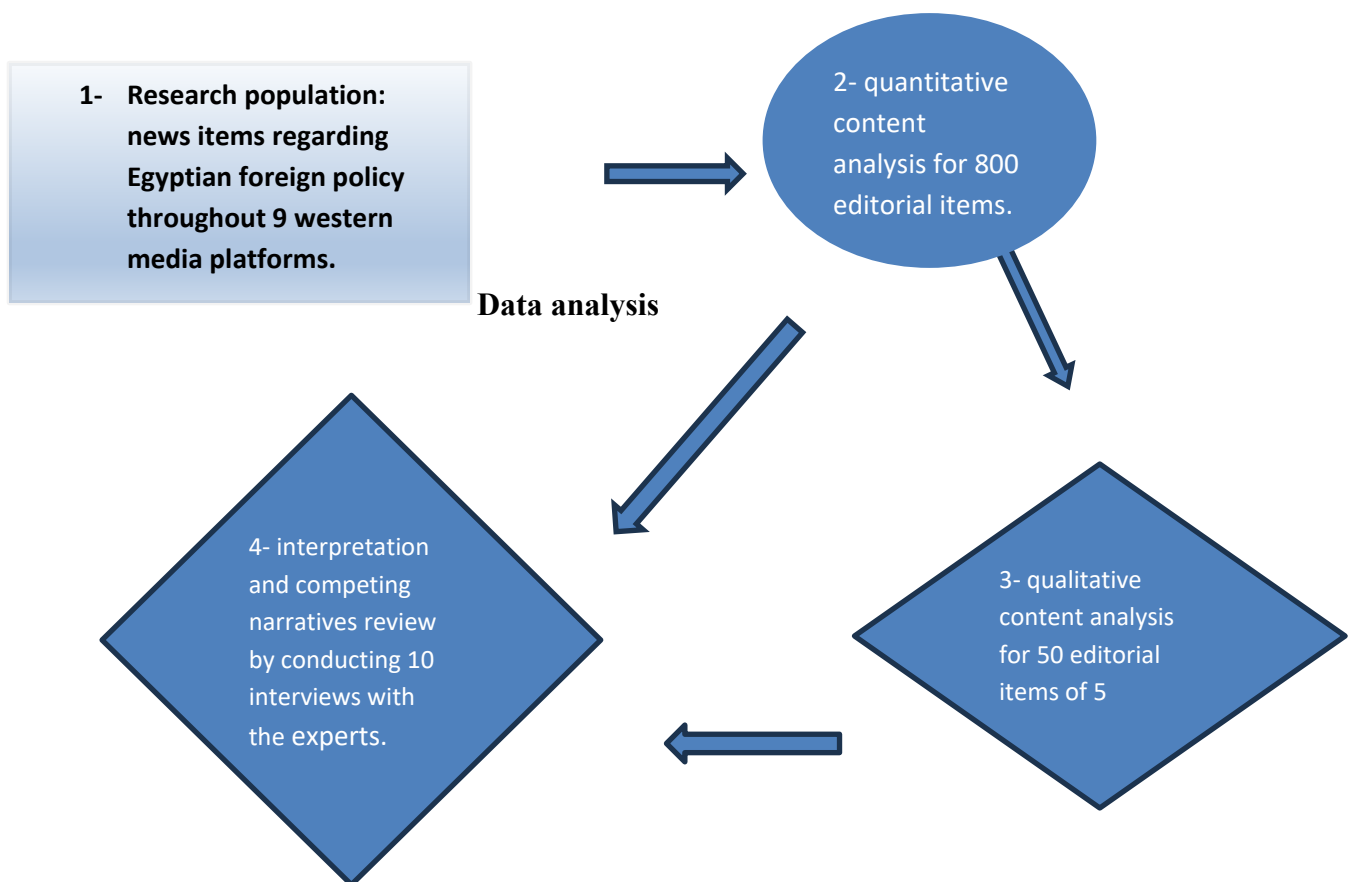 1- Research population:
news items regarding
Egyptian foreign policy
throughout 9 western
media platforms.
2- quantitative
content
analysis for 800
editorial items.
Data analysis
4- interpretation
and competing
narratives review
by conducting 10
interviews with
the experts.
3- qualitative
content analysis
for 50 editorial
items of 5